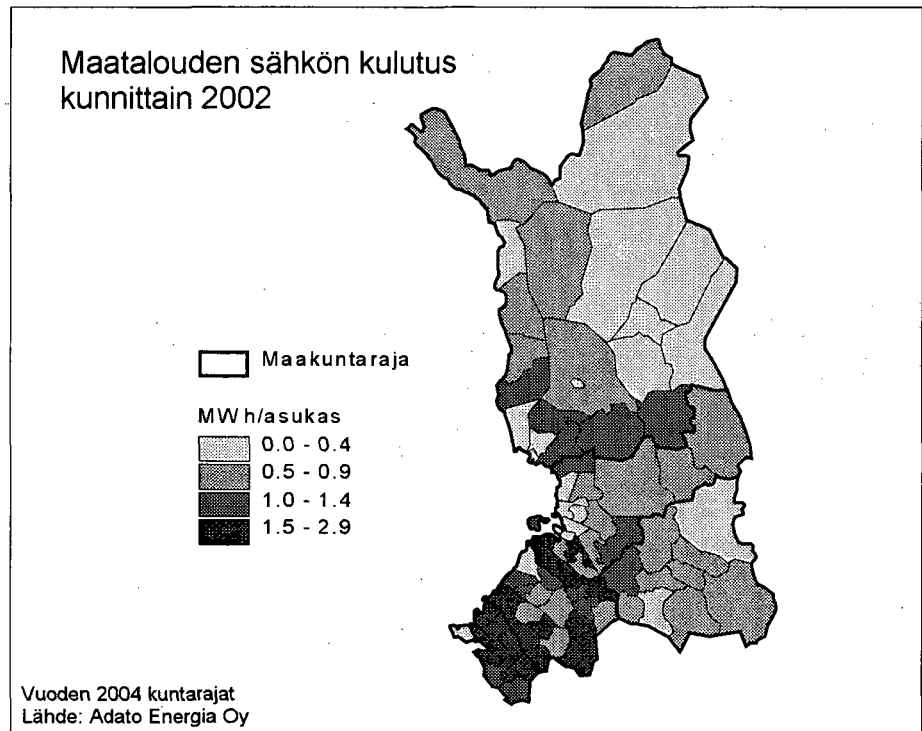 Maatalouden sähkön kulutus
kunnittain 2002
Maakuntaraja
MWh/asukas
0.0 - 0.4
0.5 - 0.9
1.0 - 1.4
1.5 - 2.9
Vuoden 2004 kuntarajat
Lähde: Adato Energia Oy